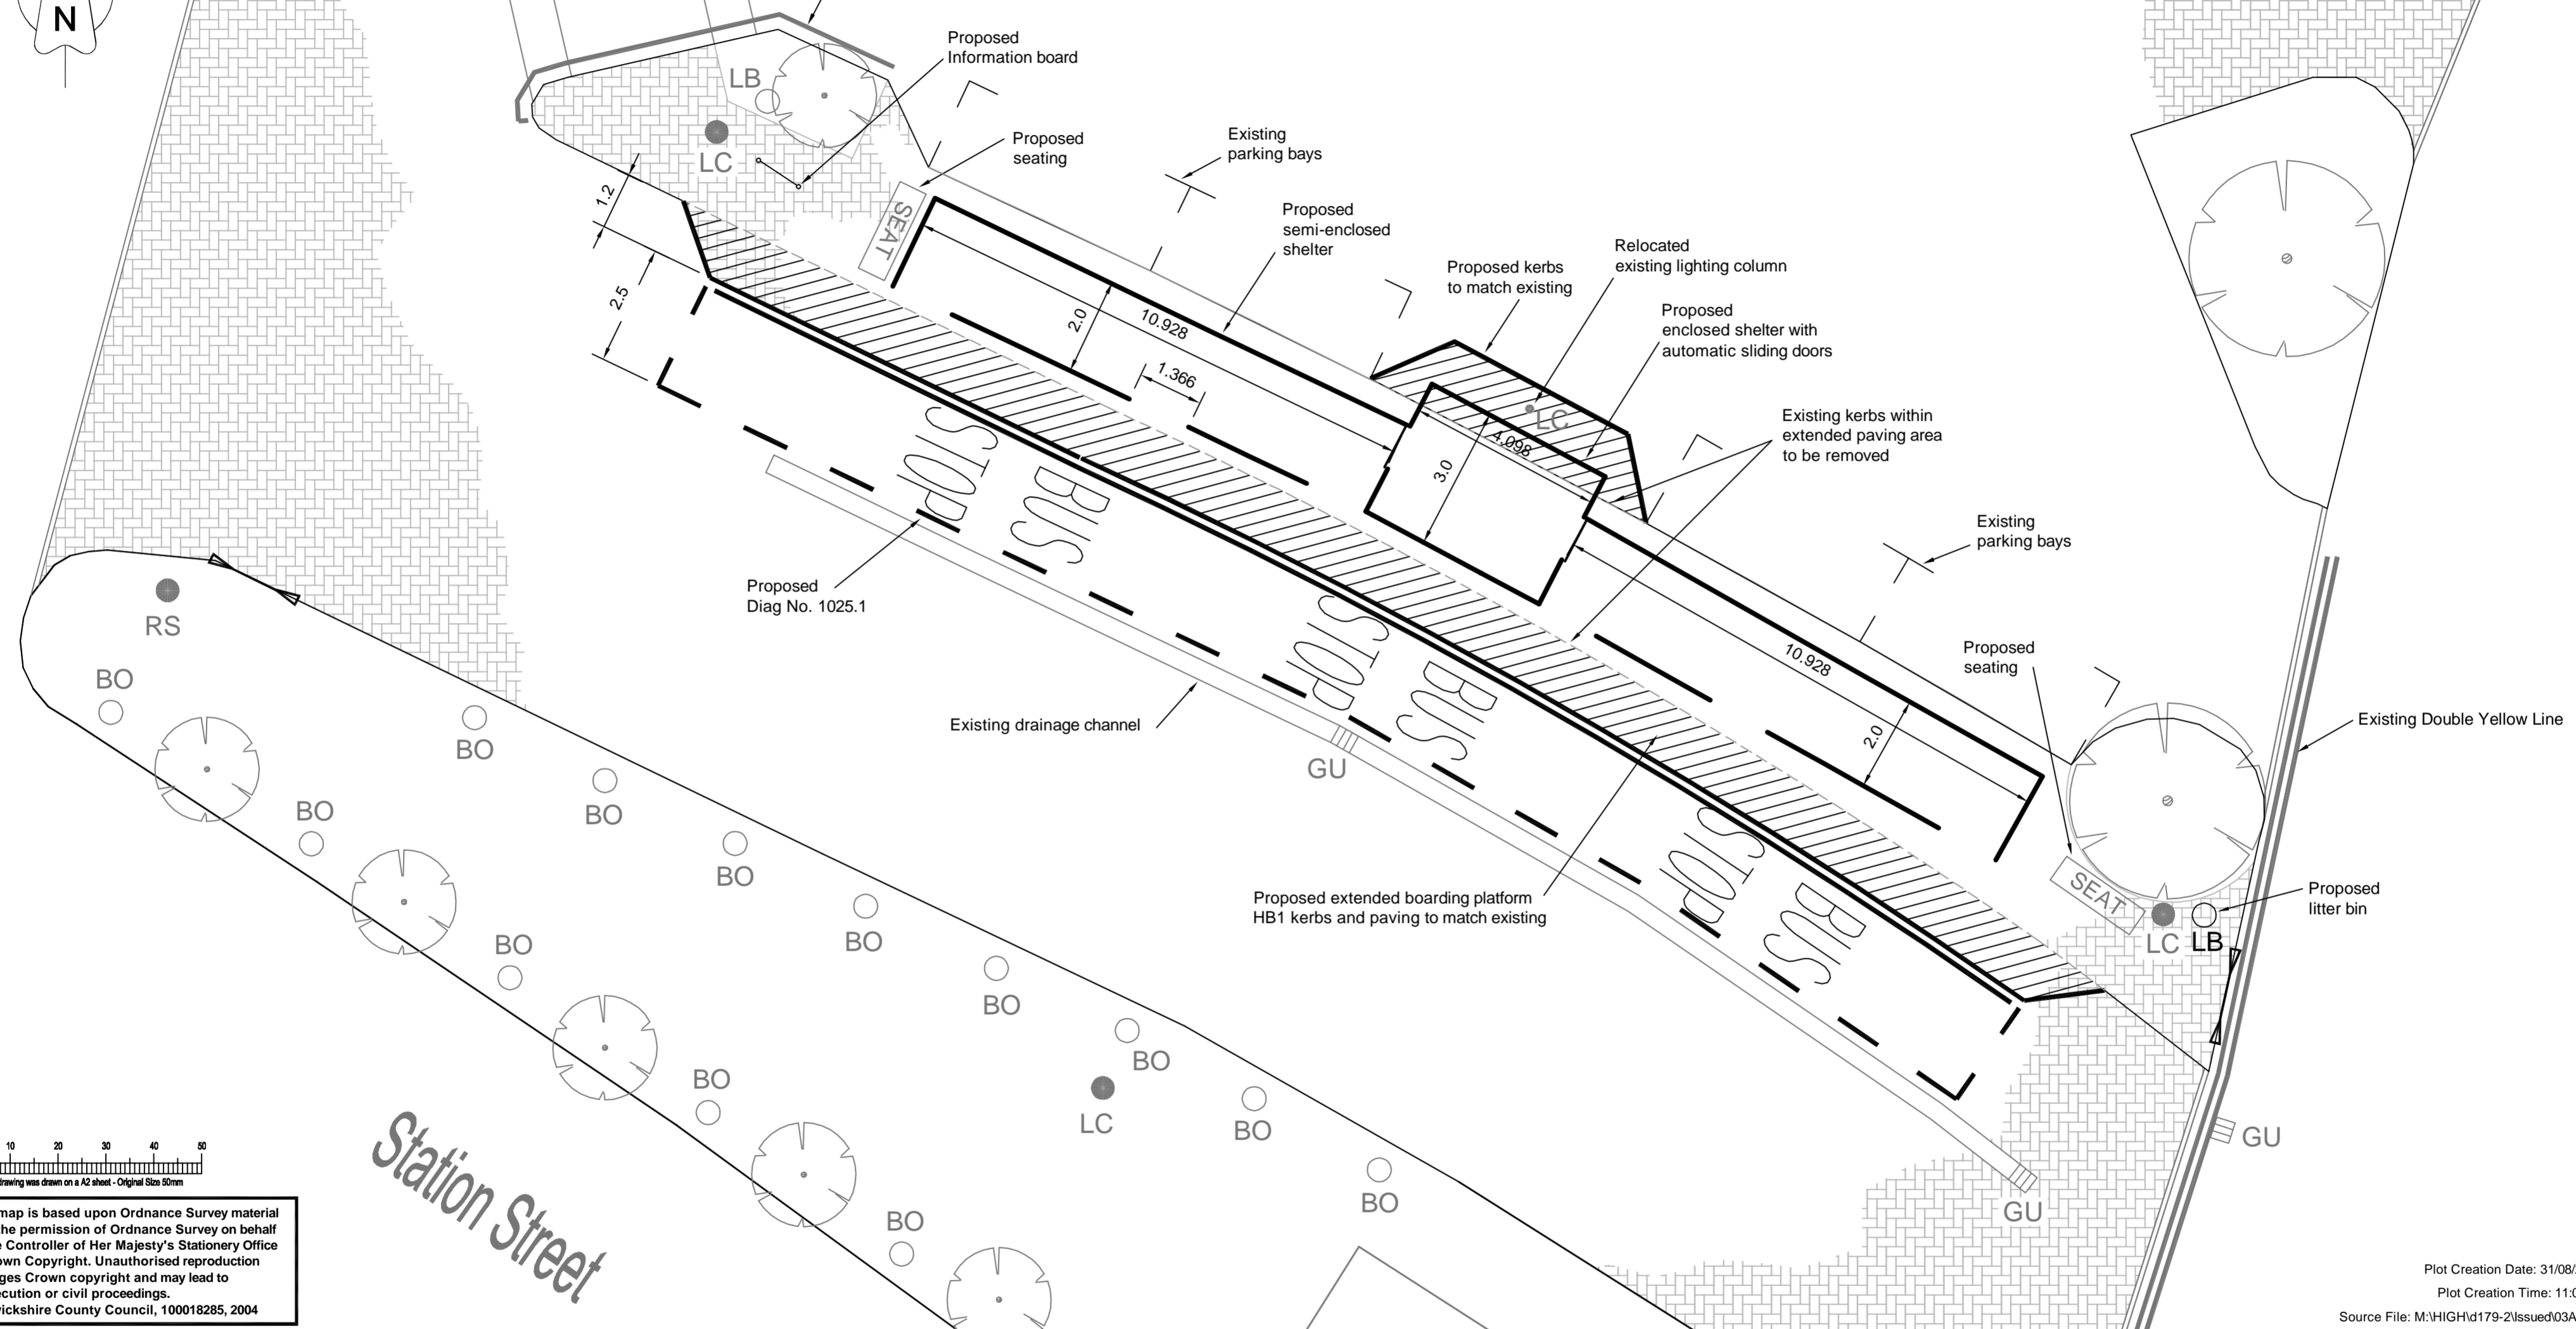 N
Proposed
Information board
LB
LC
Proposed
seating
Existing
parking bays
SEAT
1.2
2.5
Proposed
semi-enclosed
shelter
Proposed kerbs
to match existing
Relocated
existing lighting column
Proposed
enclosed shelter with
automatic sliding doors
LC
2.0
10.928
1.366
4.098
3.0
Existing kerbs within
extended paving area
to be removed
Existing
parking bays
BUS
STOP
BUS
STOP
BUS
STOP
Proposed
Diag No. 1025.1
RS
BO
BO
BO
BO
BO
BO
BO
BO
BO
BO
BO
BO
BO
LC
Existing drainage channel
GU
10.928
2.0
Proposed
seating
Existing Double Yellow Line
SEAT
Proposed
litter bin
LC
LB
Proposed extended boarding platform
HB1 kerbs and paving to match existing
GU
GU
Station Street
10 20 30 40 50
drawing was drawn on a A2 sheet - Original Size 50mm
map is based upon Ordnance Survey material
the permission of Ordnance Survey on behalf
Controller of Her Majesty's Stationery Office
Copyright. Unauthorised reproduction
Crown copyright and may lead to
or civil proceedings.
County Council, 100018285, 2004
Plot Creation Date: 31/08/
Plot Creation Time: 11:0
Source File: M:\HIGH\d179-2\Issued\03A